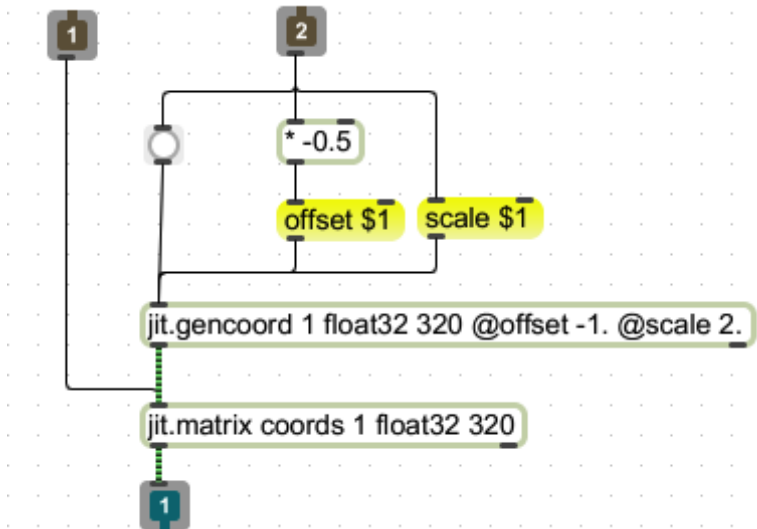 1
2
* -0.5
offset $1
scale $1
jit.gencoord 1 float32 320 @offset -1. @scale 2.
jit.matrix coords 1 float32 320
1